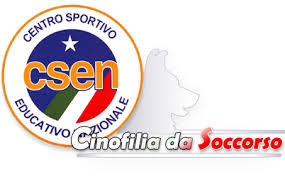 CENTRO SPORTIVO
csen
EDUCATIVO NAZIONALE
Cinofilia da Soccorso